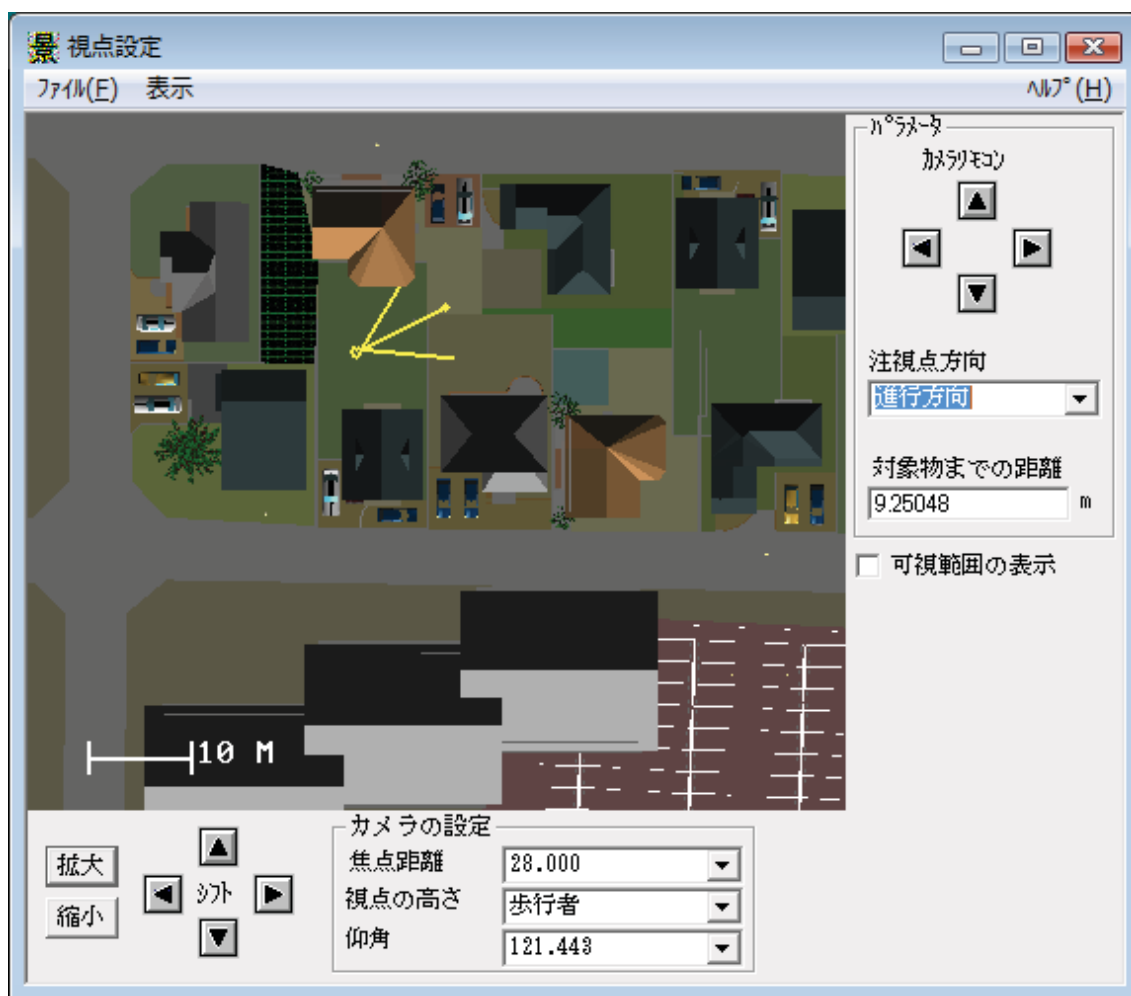 景 視点設定
ﾌｧｲﾙ(F) 表示 ﾍﾙﾌﾟ(H)
ﾊﾟﾗﾒｰﾀ
ｶﾒﾗﾘﾓｺﾝ
注視点方向
進行方向
対象物までの距離
9.25048 m
可視範囲の表示
10 M
拡大
縮小
ｼﾌﾄ
カメラの設定
焦点距離 28.000
視点の高さ 歩行者
仰角 121.443